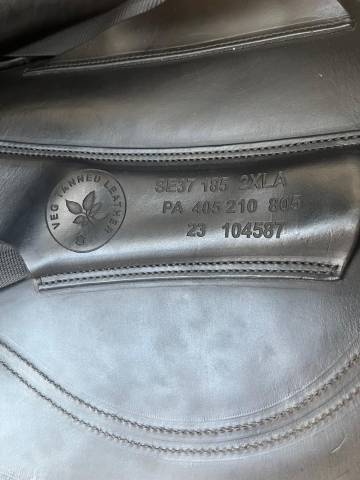 VEG TANNED LEATHER
SE37 185 2XLA
PA 405 210 805
23 104587